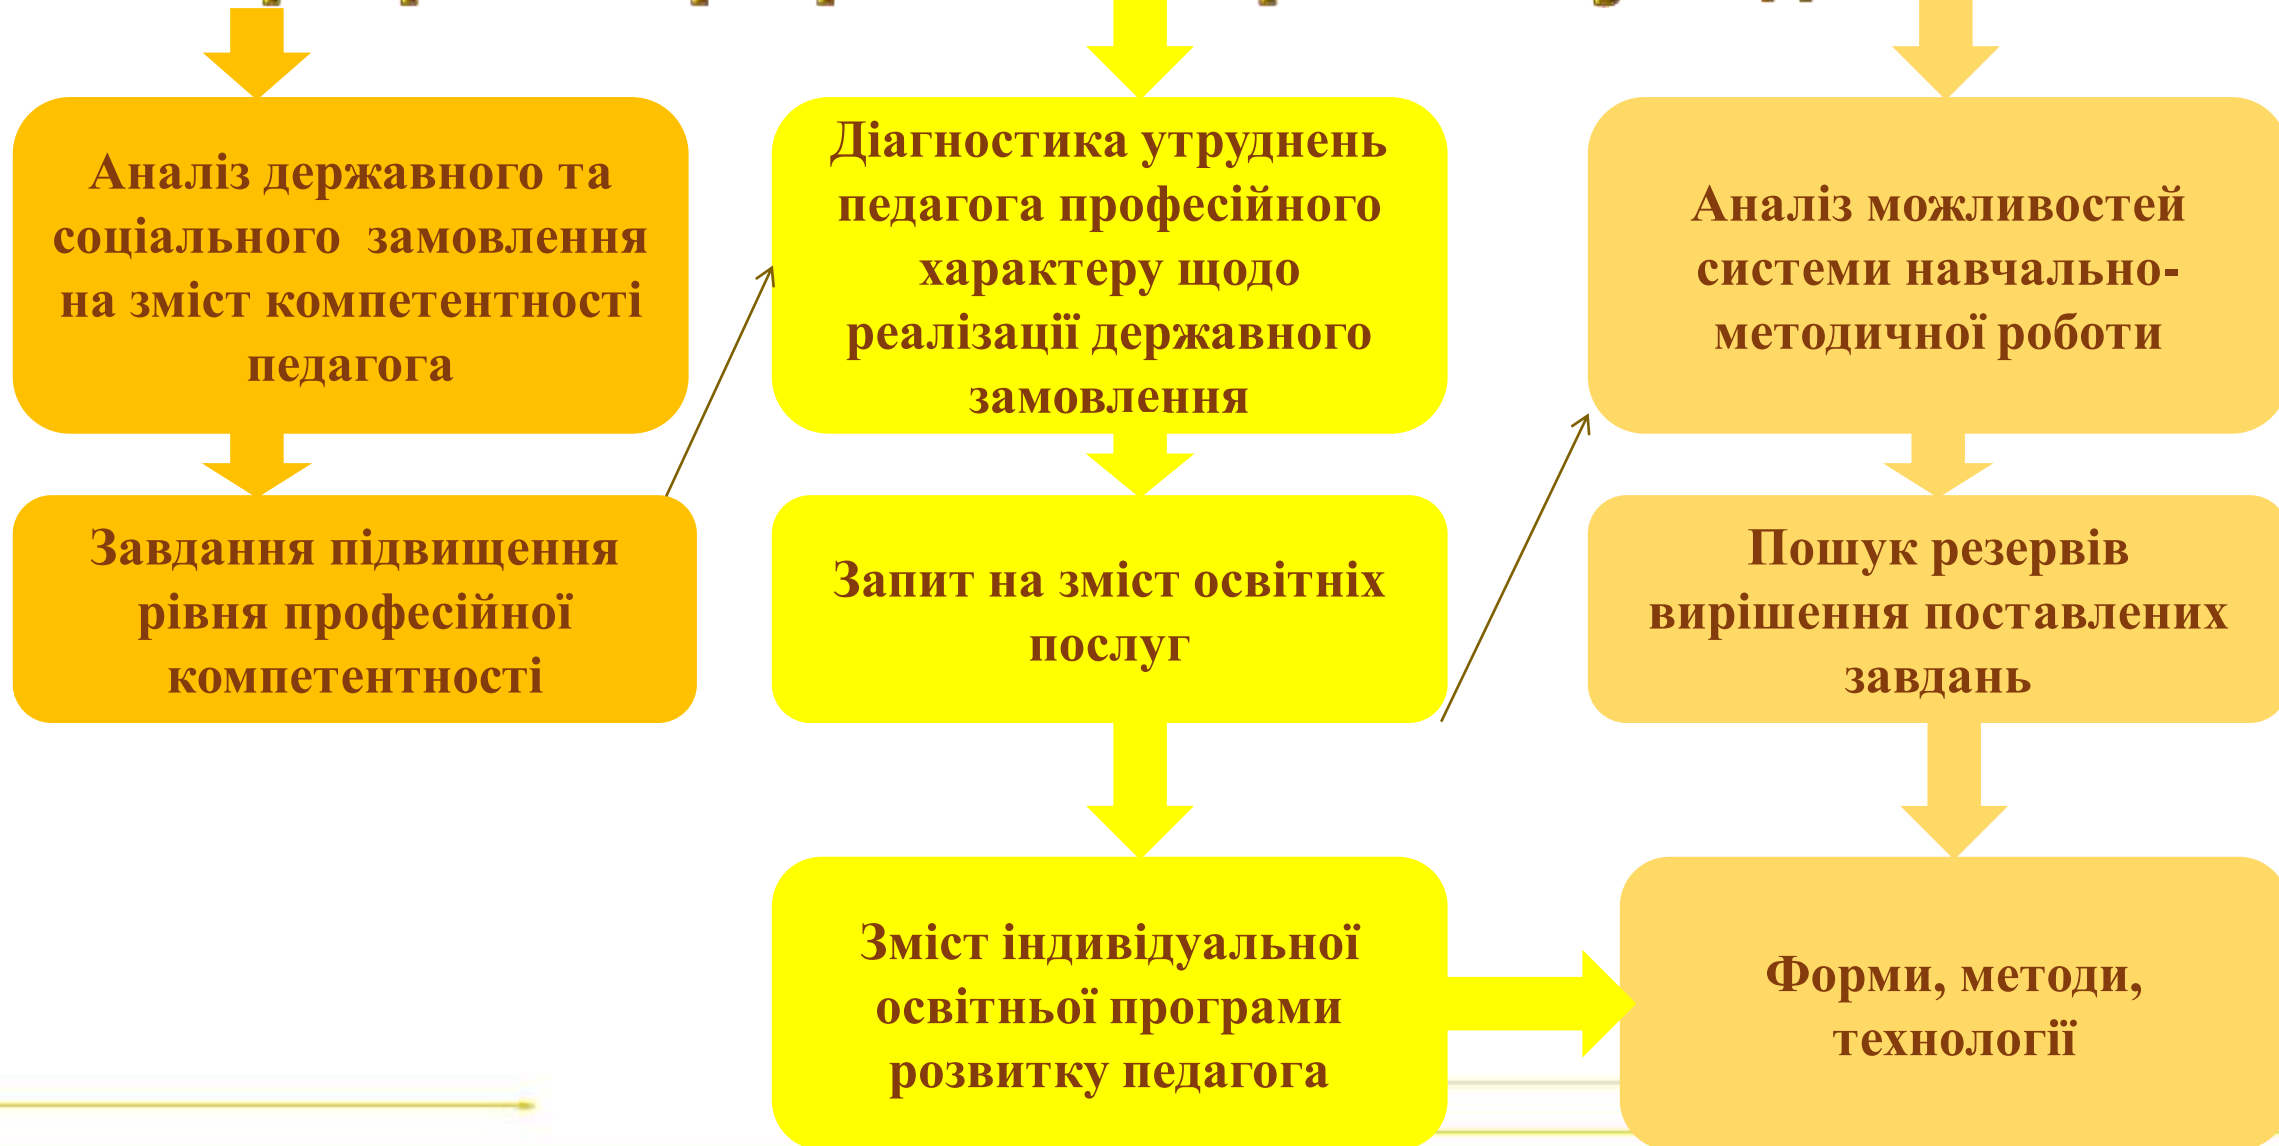 Аналіз державного та
соціального замовлення
на зміст компетентності
педагога
Завдання підвищення
рівня професійної
компетентності
Діагностика утруднень
педагога професійного
характеру щодо
реалізації державного
замовлення
Запит на зміст освітніх
послуг
Зміст індивідуальної
освітньої програми
розвитку педагога
Аналіз можливостей
системи навчально-
методичної роботи
Пошук резервів
вирішення поставлених
завдань
Форми, методи,
технології